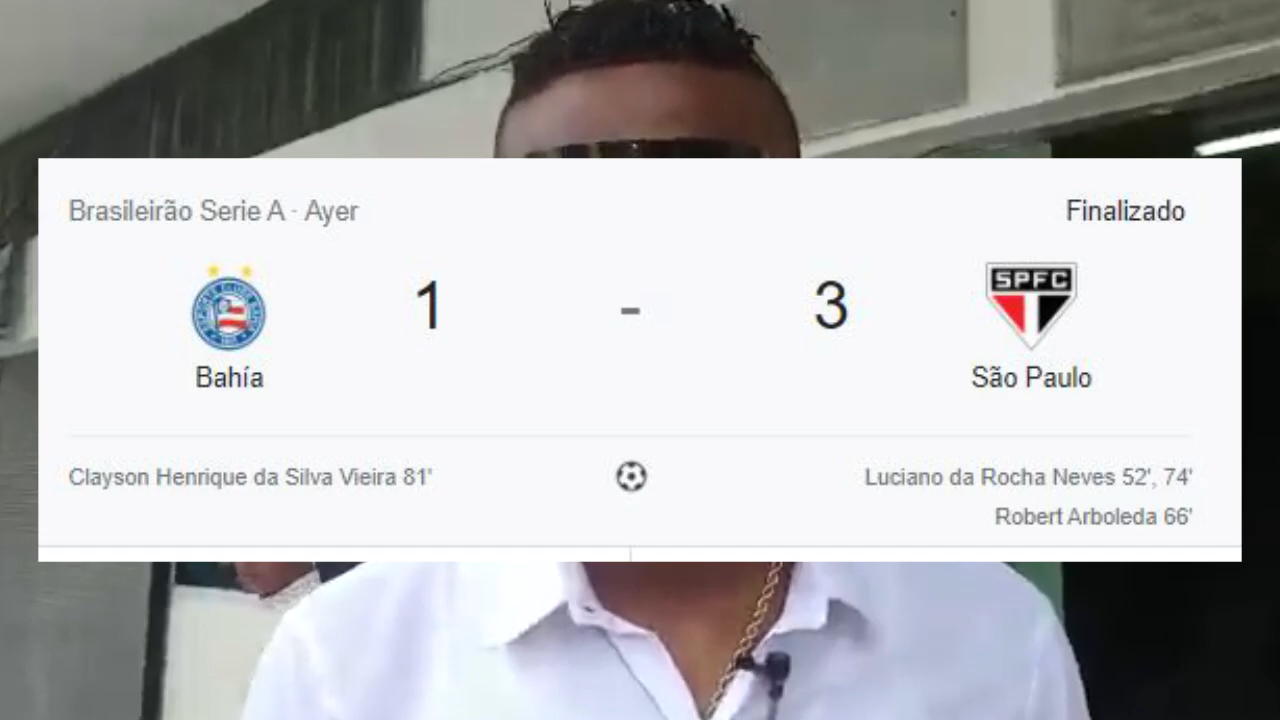 Brasileirão Serie A · Ayer
Finalizado
1 - 3
SPFC
Bahía
São Paulo
Clayson Henrique da Silva Vieira 81'
Luciano da Rocha Neves 52', 74'
Robert Arboleda 66'